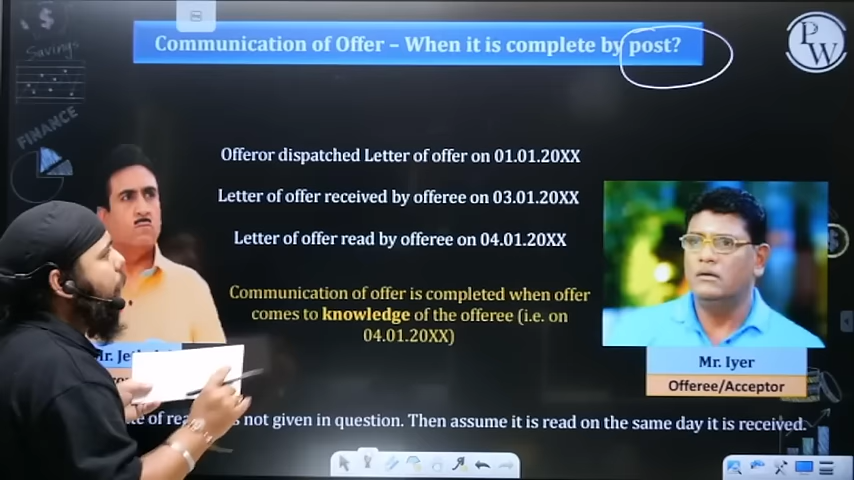 Savings
FINANCE
Communication of Offer – When it is complete by post?
P
W
Offeror dispatched Letter of offer on 01.01.20XX
Letter of offer received by offeree on 03.01.20XX
Letter of offer read by offeree on 04.01.20XX
Communication of offer is completed when offer
comes to knowledge of the offeree (i.e. on
04.01.20XX)
Mr. Iyer
Offeree/Acceptor
not given in question. Then assume it is read on the same day it is received.